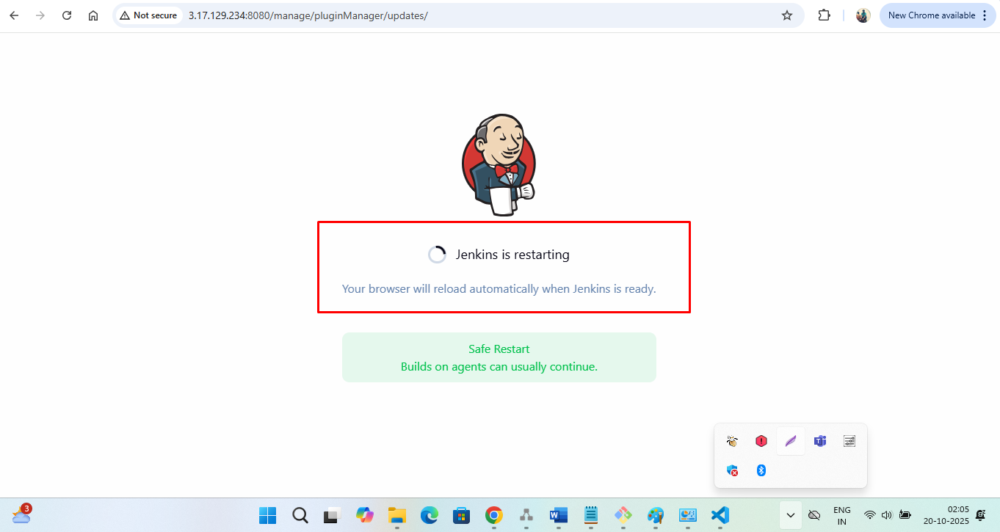 Not secure
3.17.129.234:8080/manage/pluginManager/updates/
New Chrome available
Jenkins is restarting
Your browser will reload automatically when Jenkins is ready.
Safe Restart
Builds on agents can usually continue.
3
ENG
IN
02:05
20-10-2025